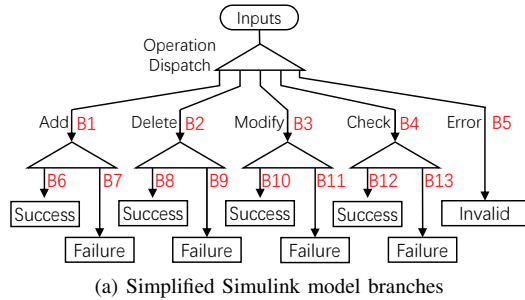 Inputs
Operation
Dispatch
Add B1 Delete B2 Modify B3 Check B4 Error B5
B6 B7 B8 B9 B10 B11 B12 B13
Success Success Success Success Invalid
Failure Failure Failure Failure
(a) Simplified Simulink model branches